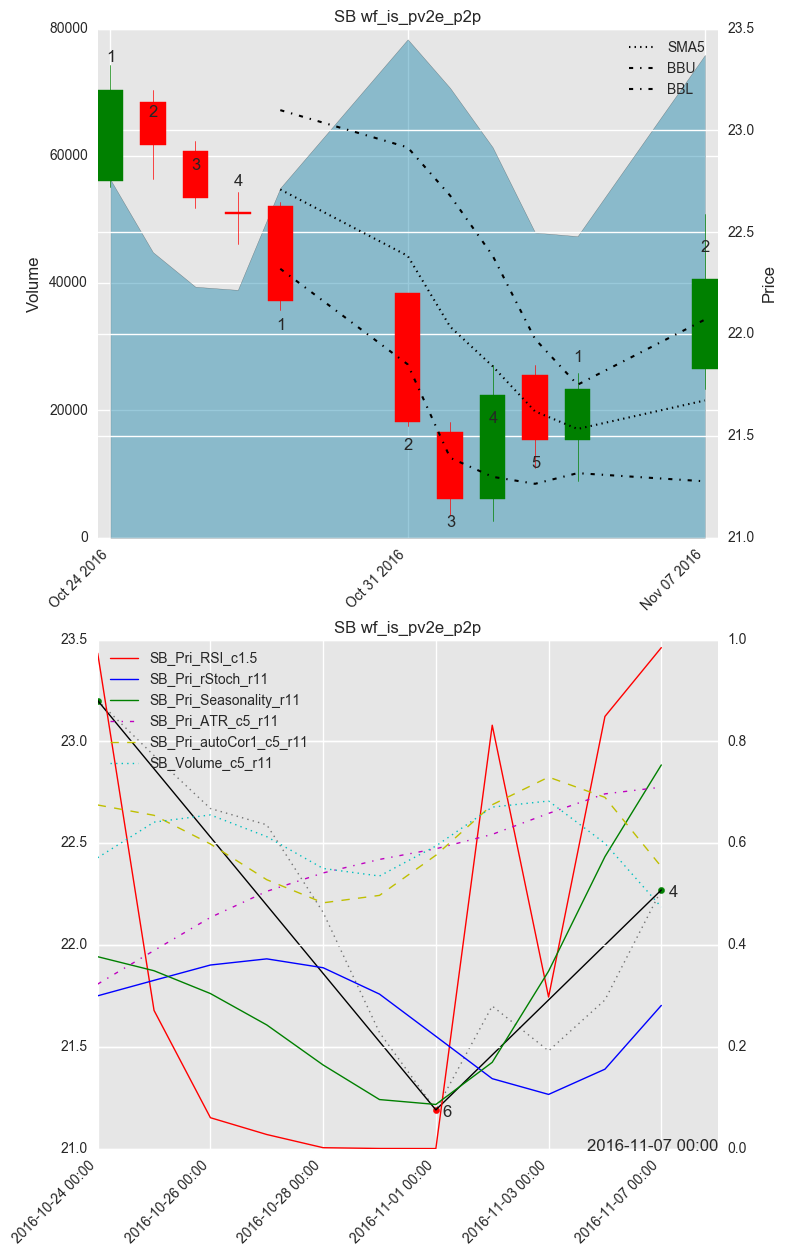 SB wf_is_pv2e_p2p
80000
60000
40000
20000
0
Volume
23.5
23.0
22.5
22.0
21.5
21.0
Price
SMA5
BBU
BBL
1
2
3
4
1
2
3
4
5
1
2
Oct 24 2016
Oct 31 2016
Nov 07 2016
SB wf_is_pv2e_p2p
23.5
23.0
22.5
22.0
21.5
21.0
1.0
0.8
0.6
0.4
0.2
0.0
SB_Pri_RSI_c1.5
SB_Pri_rStoch_r11
SB_Pri_Seasonality_r11
SB_Pri_ATR_c5_r11
SB_Pri_autoCor1_c5_r11
SB_Volume_c5_r11
4
6
2016-11-07 00:00
2016-10-24 00:00
2016-10-26 00:00
2016-10-28 00:00
2016-11-01 00:00
2016-11-03 00:00
2016-11-07 00:00